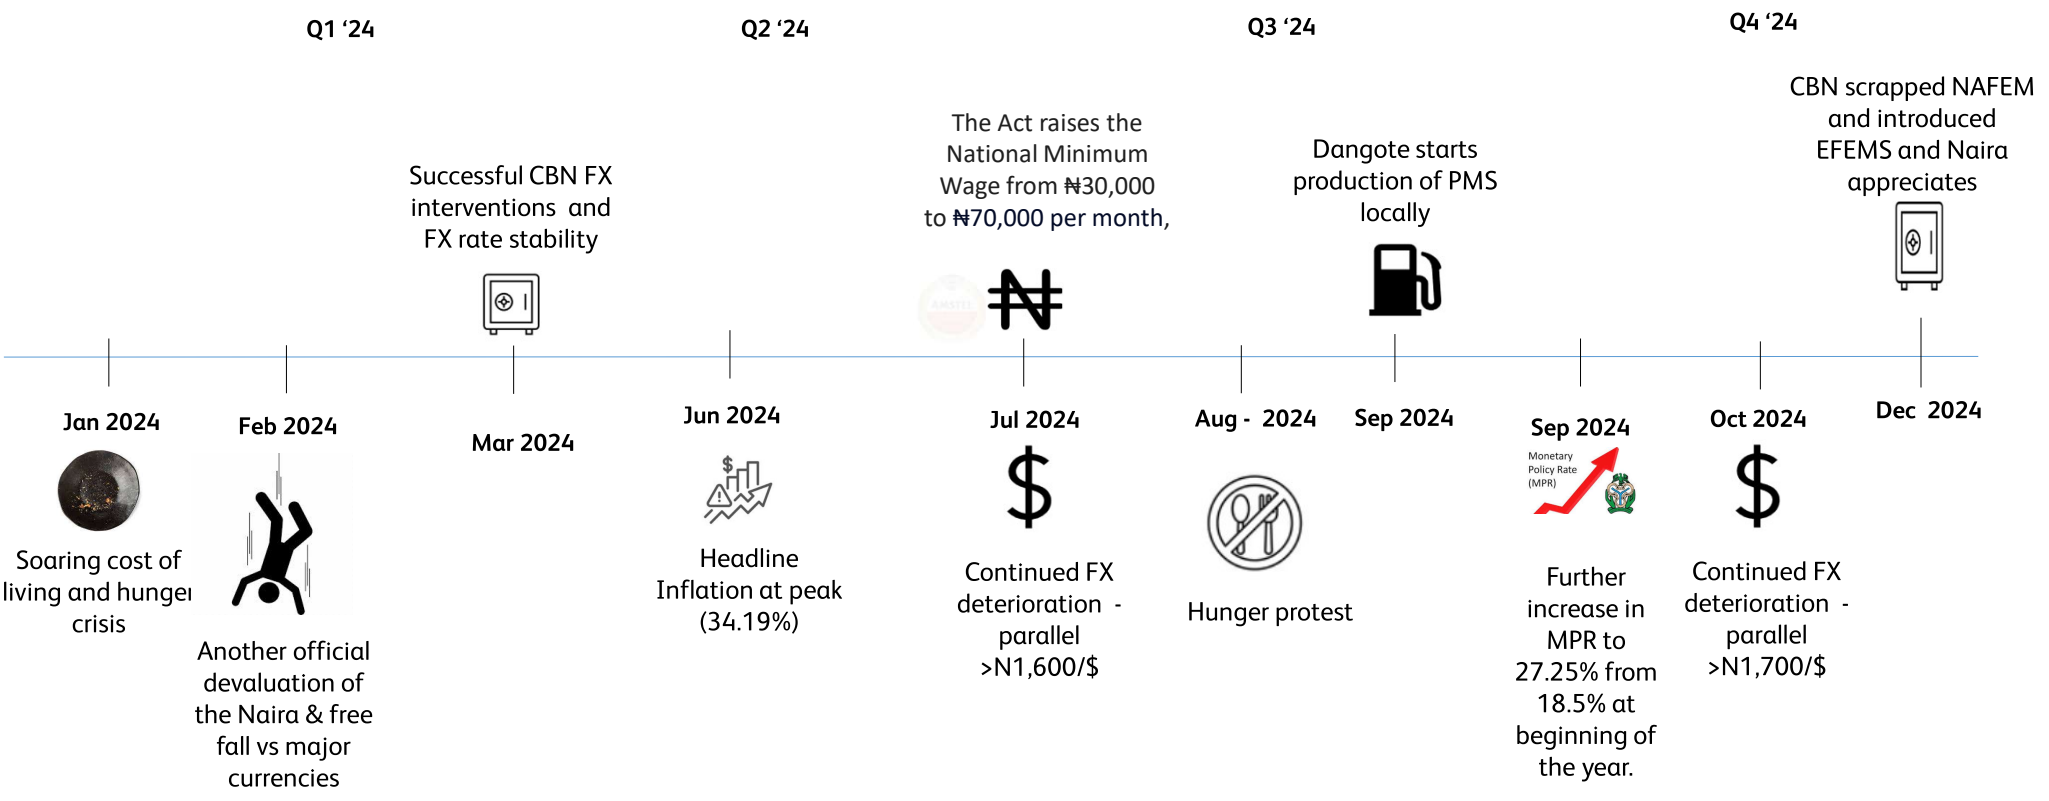 Q1 ‘24
Q2 ‘24
Q3 ‘24
Q4 ‘24
Successful CBN FX
interventions  and
FX rate stability
The Act raises the
National Minimum
Wage from ₦30,000
to ₦70,000 per month,
Dangote starts
production of PMS
locally
CBN scrapped NAFEM
and introduced
EFEMS and Naira
appreciates
AMSTEL
Jan 2024
Soaring cost of
living and hunger
crisis
Feb 2024
Another official
devaluation of
the Naira & free
fall vs major
currencies
Mar 2024
Jun 2024
$
Headline
Inflation at peak
(34.19%)
Jul 2024
$
Continued FX
deterioration  -
parallel
>N1,600/$
Aug -  2024
Hunger protest
Sep 2024
Sep 2024
Monetary
Policy Rate
(MPR)
Further
increase in
MPR to
27.25% from
18.5% at
beginning of
the year.
Oct 2024
$
Continued FX
deterioration  -
parallel
>N1,700/$
Dec  2024